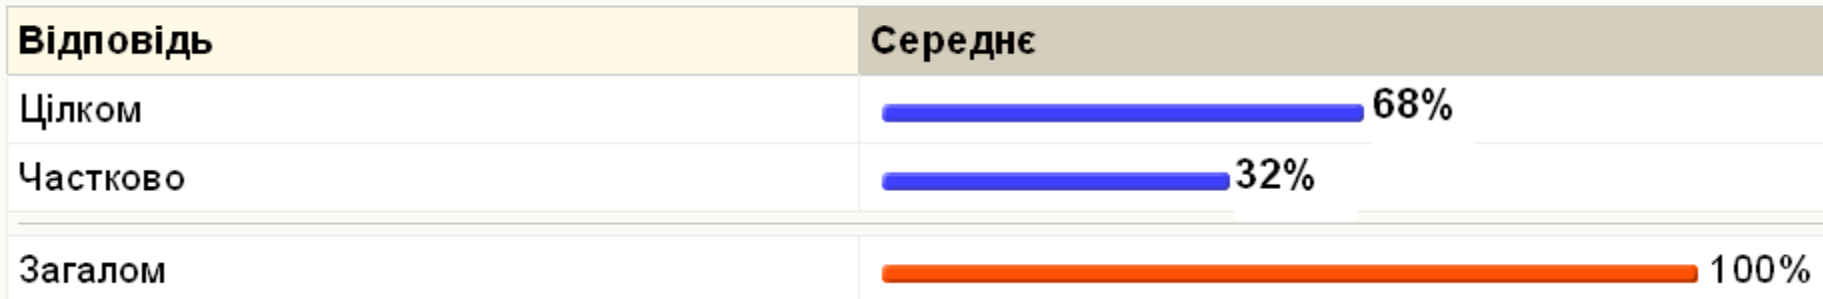 Відповідь Середнє
Цілком 68%
Частково 32%
Загалом 100%